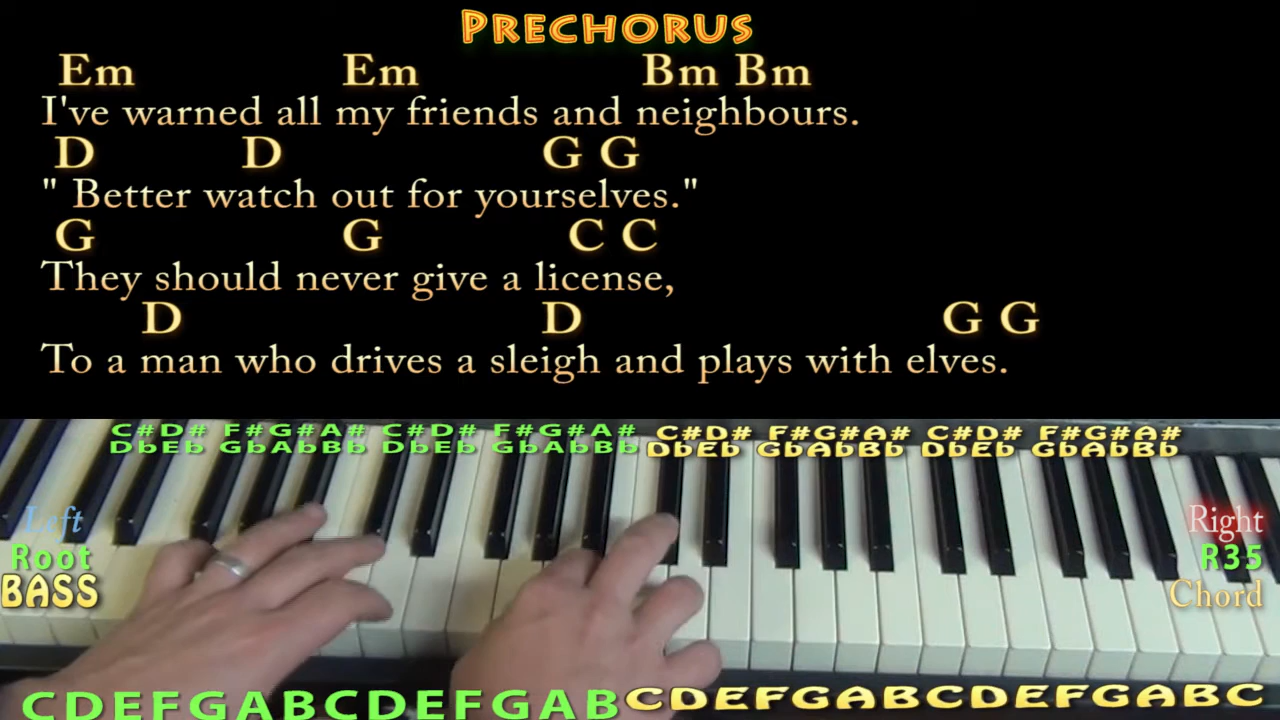 PRECHORUS
Em Em Bm Bm
I've warned all my friends and neighbours.
D D G G
" Better watch out for yourselves."
G G C C
They should never give a license,
D D G G
To a man who drives a sleigh and plays with elves.
C#D# F#G#A# C#D# F#G#A# C#D# F#G#A# C#D# F#G#A#
DbEb GbAbBb DbEb GbAbBb DbEb GbAbBb DbEb GbAbBb
Left Right
Root R35
BASS Chord
CDEFGABCDEFGABCDEFGABCDEFGABC